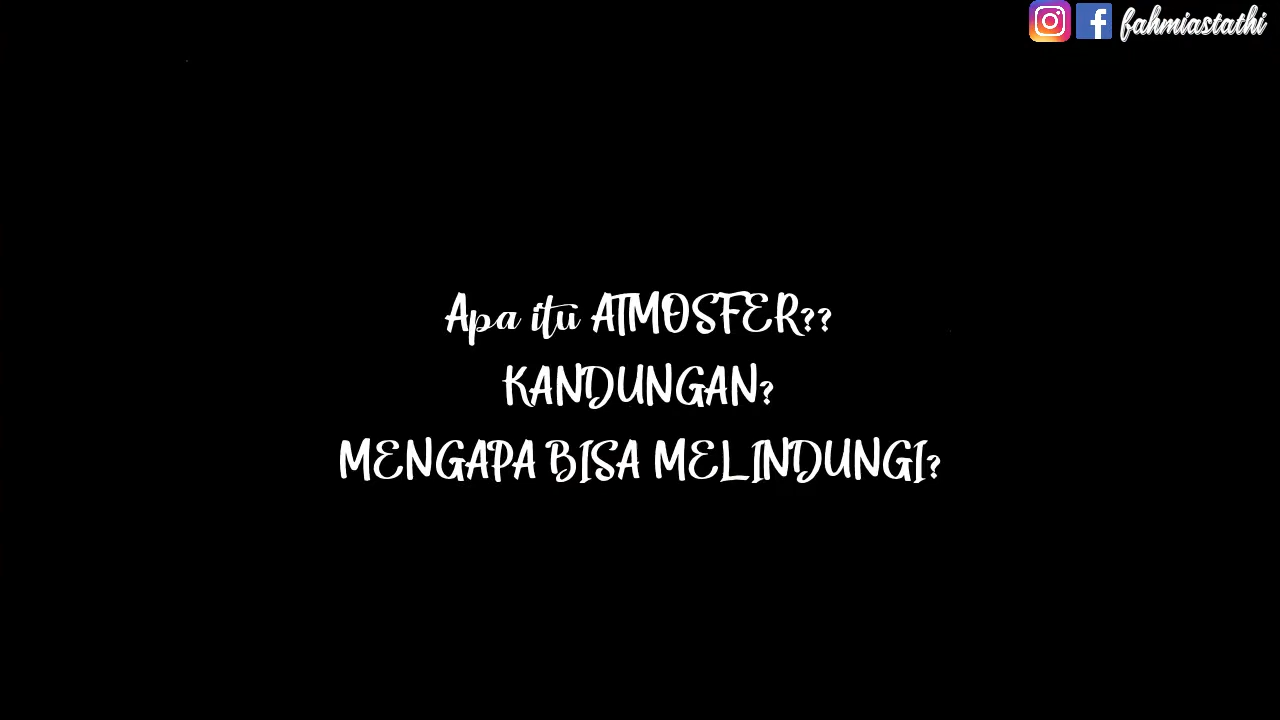 fahmiastathi
Apa itu ATMOSFER??
KANDUNGAN?
MENGAPA BISA MELINDUNGI?